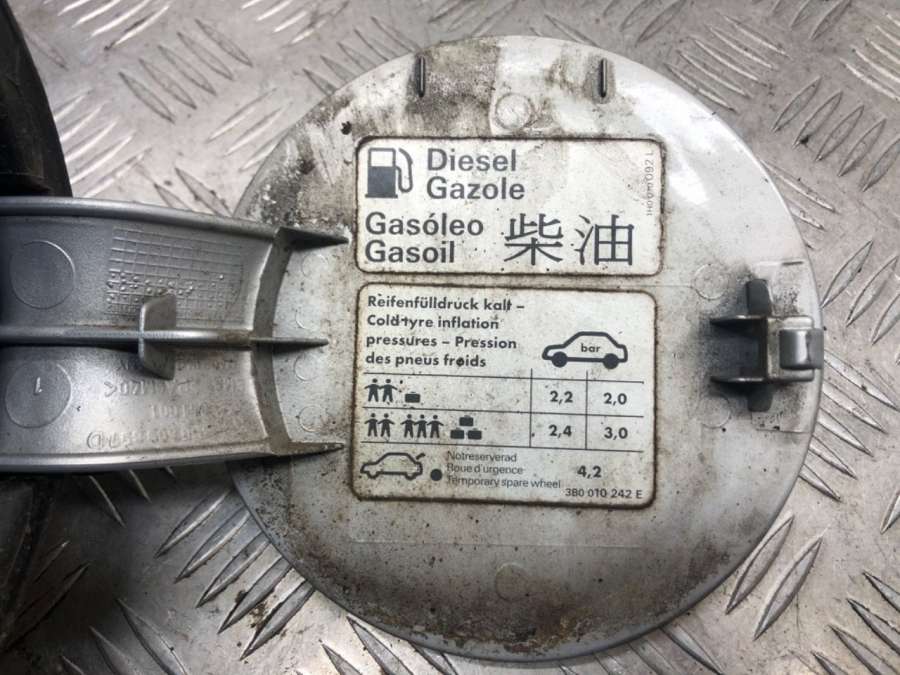 Diesel
Gazole
Gasóleo
Gasoil
柴油
Reifenfülldruck kalt –
Cold tyre inflation
pressures – Pression
des pneus froids
bar
2,2 2,0
2,4 3,0
Notreserverad
Roue d'urgence
Temporary spare wheel
4,2
3B0 010 242 E